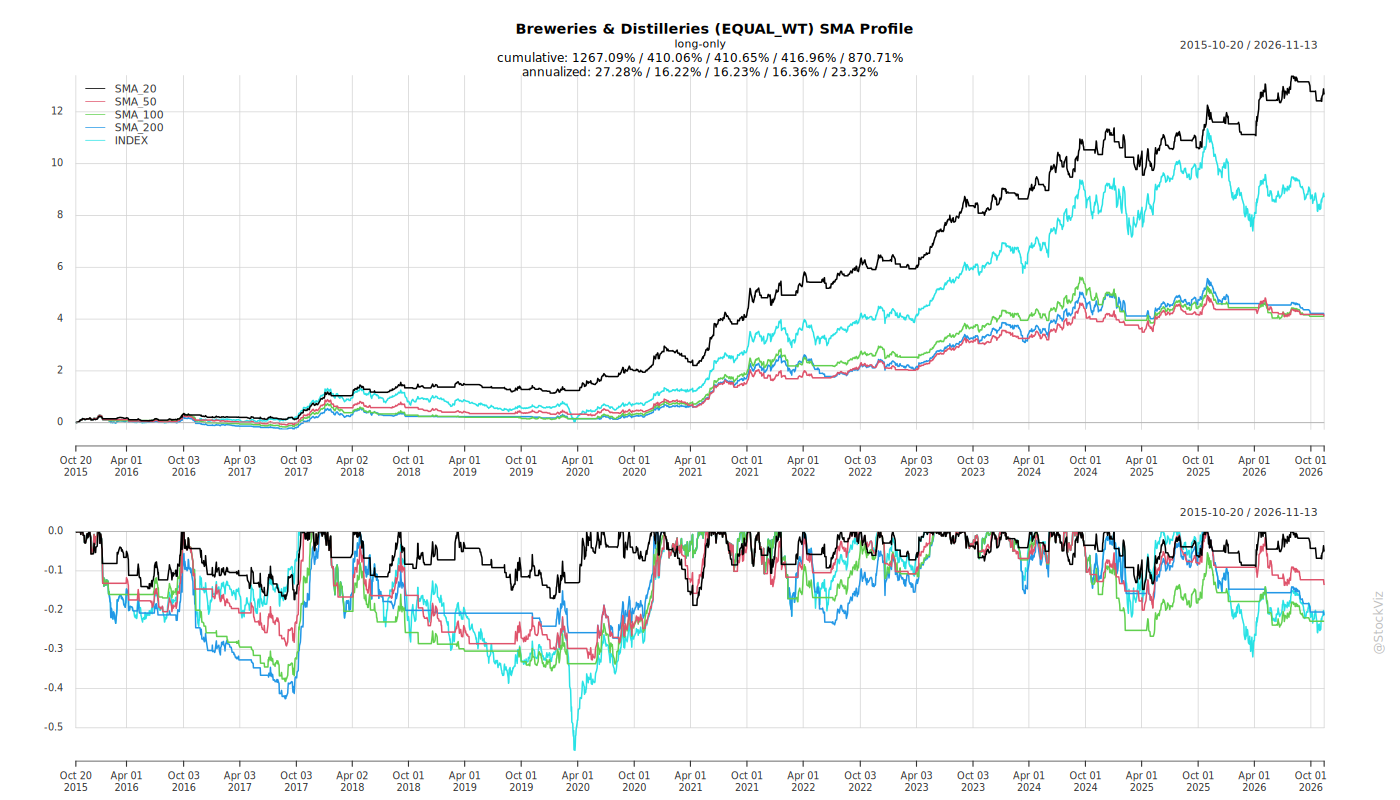 Breweries & Distilleries (EQUAL_WT) SMA Profile
long-only
cumulative: 1267.09% / 410.06% / 410.65% / 416.96% / 870.71%
annualized: 27.28% / 16.22% / 16.23% / 16.36% / 23.32%
2015-10-20 / 2026-11-13
SMA_20
SMA_50
SMA_100
SMA_200
INDEX
12
10
8
6
4
2
0
Oct 20 Apr 01 Oct 03 Apr 03 Oct 03 Apr 02 Oct 01 Apr 01 Oct 01 Apr 01 Oct 01 Apr 01 Oct 01 Apr 01 Oct 03 Apr 03 Oct 03 Apr 01 Oct 01 Apr 01 Oct 01 Apr 01 Oct 01
2015 2016 2016 2017 2017 2018 2018 2019 2019 2020 2020 2021 2021 2022 2022 2023 2023 2024 2024 2025 2025 2026 2026
2015-10-20 / 2026-11-13
0.0
-0.1
-0.2
-0.3
-0.4
-0.5
Oct 20 Apr 01 Oct 03 Apr 03 Oct 03 Apr 02 Oct 01 Apr 01 Oct 01 Apr 01 Oct 01 Apr 01 Oct 01 Apr 01 Oct 03 Apr 03 Oct 03 Apr 01 Oct 01 Apr 01 Oct 01 Apr 01 Oct 01
2015 2016 2016 2017 2017 2018 2018 2019 2019 2020 2020 2021 2021 2022 2022 2023 2023 2024 2024 2025 2025 2026 2026
@StockViz